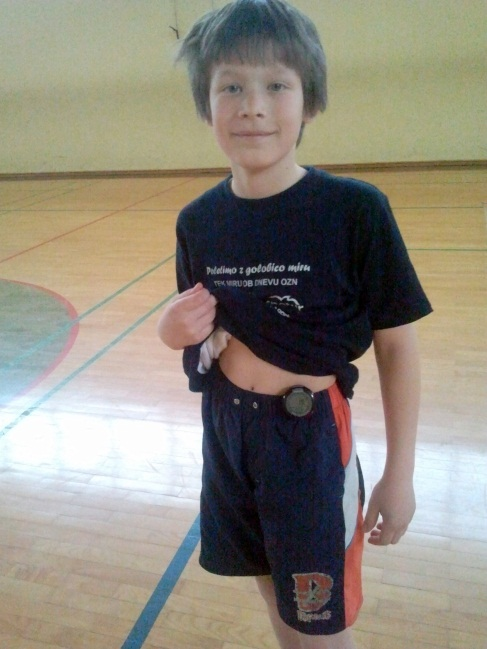 Poletimo z golobico miru
TEK MIRU OB DNEVU OZN
B